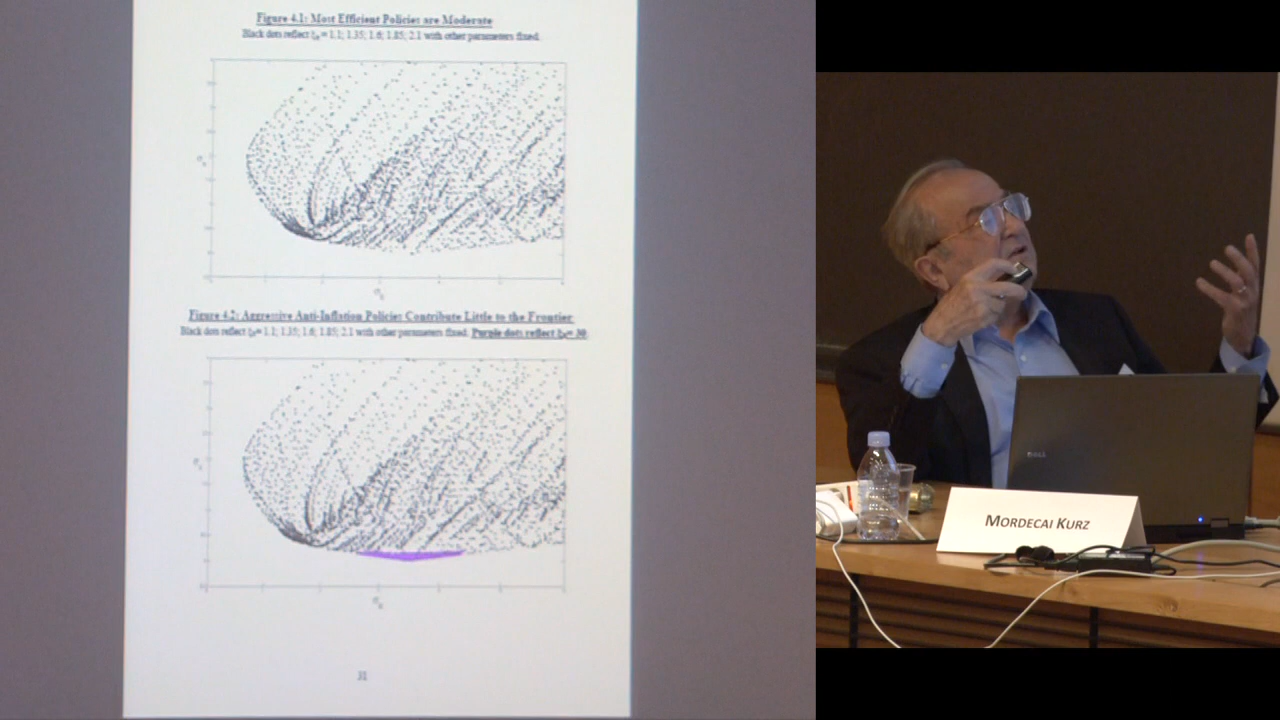 Figure 4.1: Most Efficient Policies are Moderate
Black dots reflect ξπ = 1.1; 1.35; 1.6; 1.85; 2.1 with other parameters fixed.
Figure 4.2: Aggressive Anti-Inflation Policies Contribute Little to the Frontier
Black dots reflect ξπ = 1.1; 1.35; 1.6; 1.85; 2.1 with other parameters fixed. Purple dots reflect
31
DELL
MORDECAI KURZ